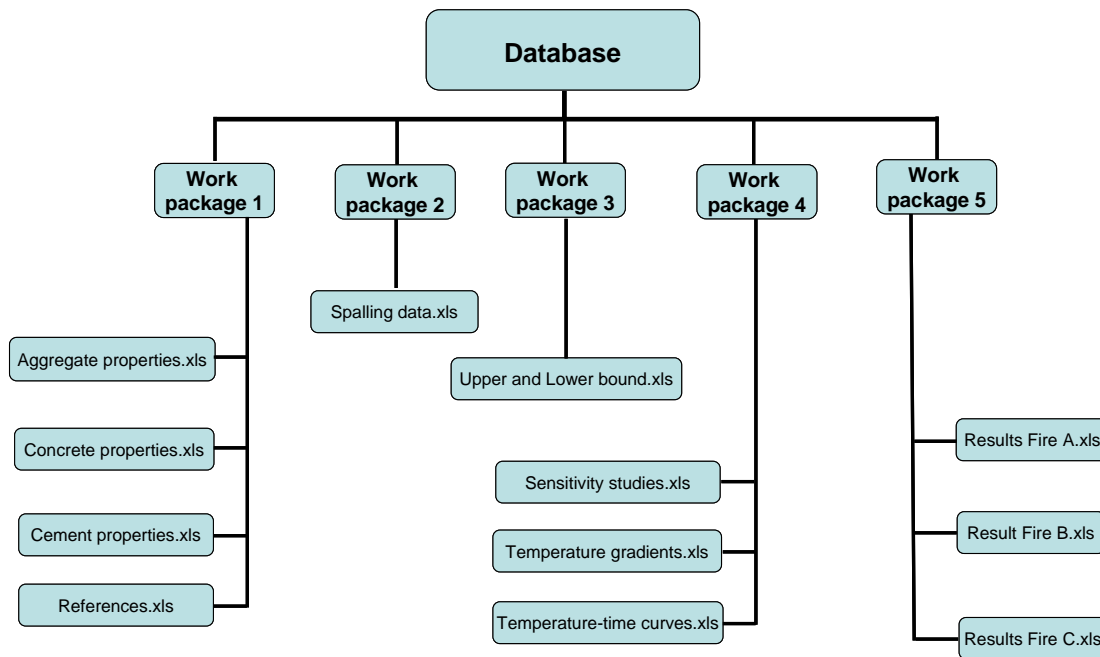 Database
Work
package 1
Work
package 2
Work
package 3
Work
package 4
Work
package 5
Spalling data.xls
Aggregate properties.xls
Upper and Lower bound.xls
Concrete properties.xls
Results Fire A.xls
Sensitivity studies.xls
Cement properties.xls
Result Fire B.xls
Temperature gradients.xls
References.xls
Temperature-time curves.xls
Results Fire C.xls